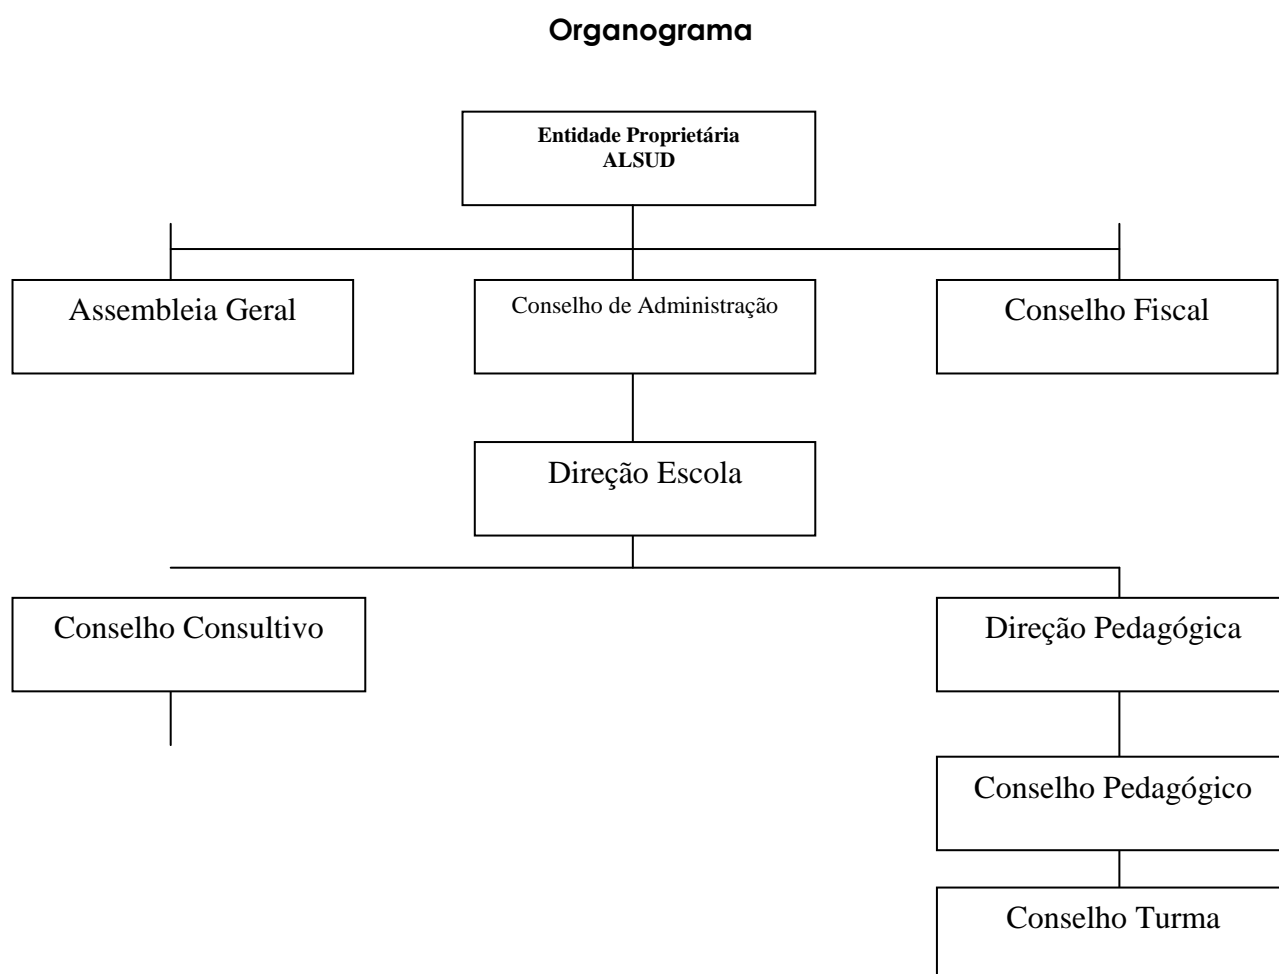 Organograma
Entidade Proprietária
ALSUD
Assembleia Geral
Conselho de Administração
Conselho Fiscal
Direção Escola
Conselho Consultivo
Direção Pedagógica
Conselho Pedagógico
Conselho Turma